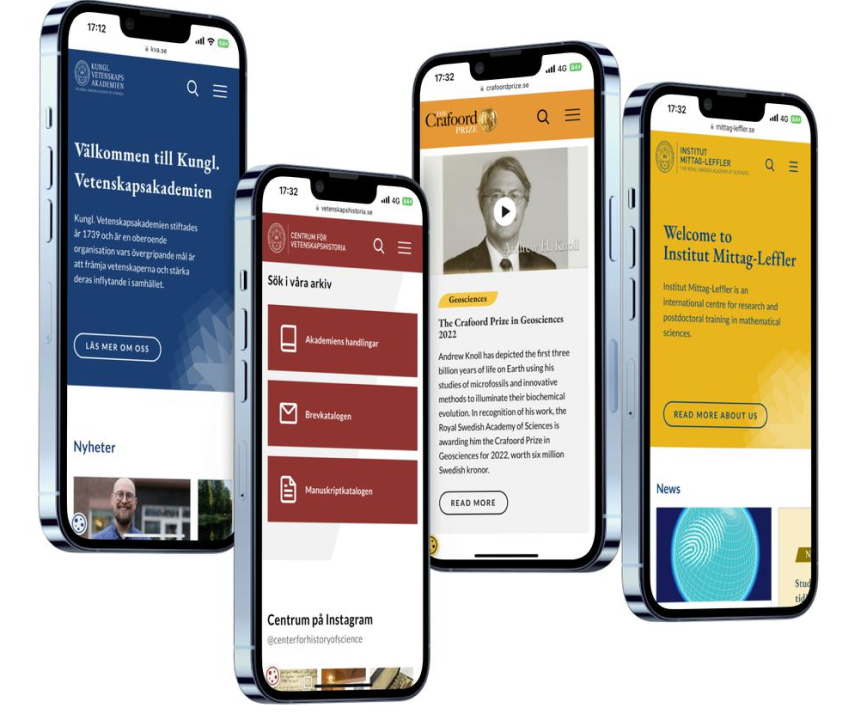 17:12
kva.se
KUNGL.
VETENSKAPS
AKADEMIEN
THE ROYAL SWEDISH ACADEMY OF SCIENCES
Välkommen till Kungl.
Vetenskapsakademien
Kungl. Vetenskapsakademien stiftades
år 1739 och är en oberoende
organisation vars övergripande mål är
att främja vetenskaperna och stärka
deras inflytande i samhället.
LÄS MER OM OSS
Nyheter
17:32
4G
vetenskapshistoria.se
CENTRUM FÖR
VETENSKAPSHISTORIA
Sök i våra arkiv
Akademiens handlingar
Brevkatalogen
Manuskriptkatalogen
Centrum på Instagram
@centerforhistoryofscience
17:32
4G
crafoordprize.se
THE
Crafoord
PRIZE
Andrew H. Knoll
Geosciences
The Crafoord Prize in Geosciences
2022
Andrew Knoll has depicted the first three
billion years of life on Earth using his
studies of microfossils and innovative
methods to illuminate their biochemical
evolution. In recognition of his work, the
Royal Swedish Academy of Sciences is
awarding him the Crafoord Prize in
Geosciences for 2022, worth six million
Swedish kronor.
READ MORE
17:32
4G
mittag-leffler.se
INSTITUT
MITTAG-LEFFLER
THE ROYAL SWEDISH ACADEMY OF SCIENCES
Welcome to
Institut Mittag-Leffler
Institut Mittag-Leffler is an
international centre for research and
postdoctoral training in mathematical
sciences.
READ MORE ABOUT US
News
N
Stud
tid